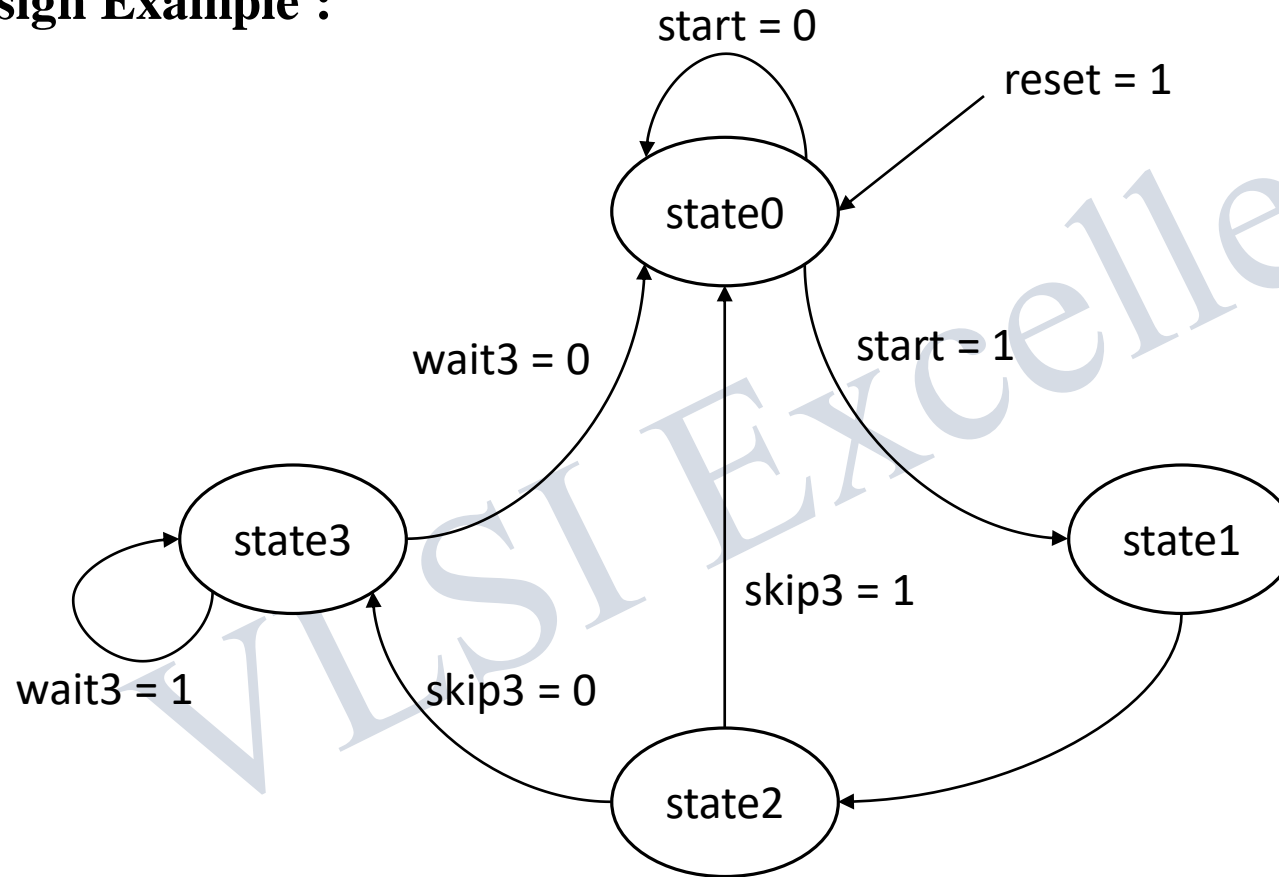 sign Example :
start = 0
reset = 1
state0
wait3 = 0
start = 1
state3
state1
skip3 = 1
wait3 = 1
skip3 = 0
state2
VLSI Excelle